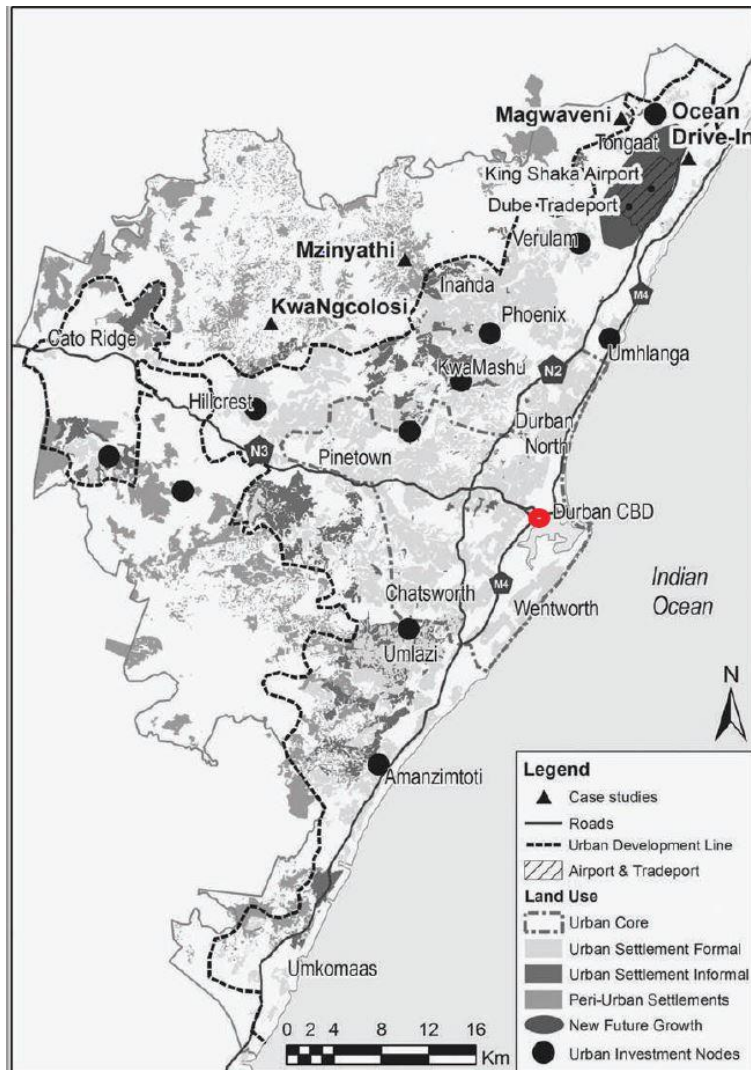 Magwaveni
Ocean
Drive-In
Tongaat
King Shaka Airport
Dube Tradeport
Verulam
Mzinyathi
Inanda
KwaNgcolosi
M4
Phoenix
Cato Ridge
Umhlanga
KwaMashu
N2
Hillcrest
Durban
North
N3
Pinetown
Durban CBD
Indian
Ocean
M4
Chatsworth
Wentworth
Umlazi
N
Amanzimtoti
Legend
Case studies
Roads
Urban Development Line
Airport & Tradeport
Land Use
Urban Core
Urban Settlement Formal
Urban Settlement Informal
Peri-Urban Settlements
New Future Growth
Urban Investment Nodes
Umkomaas
0 2 4 8 12 16
Km